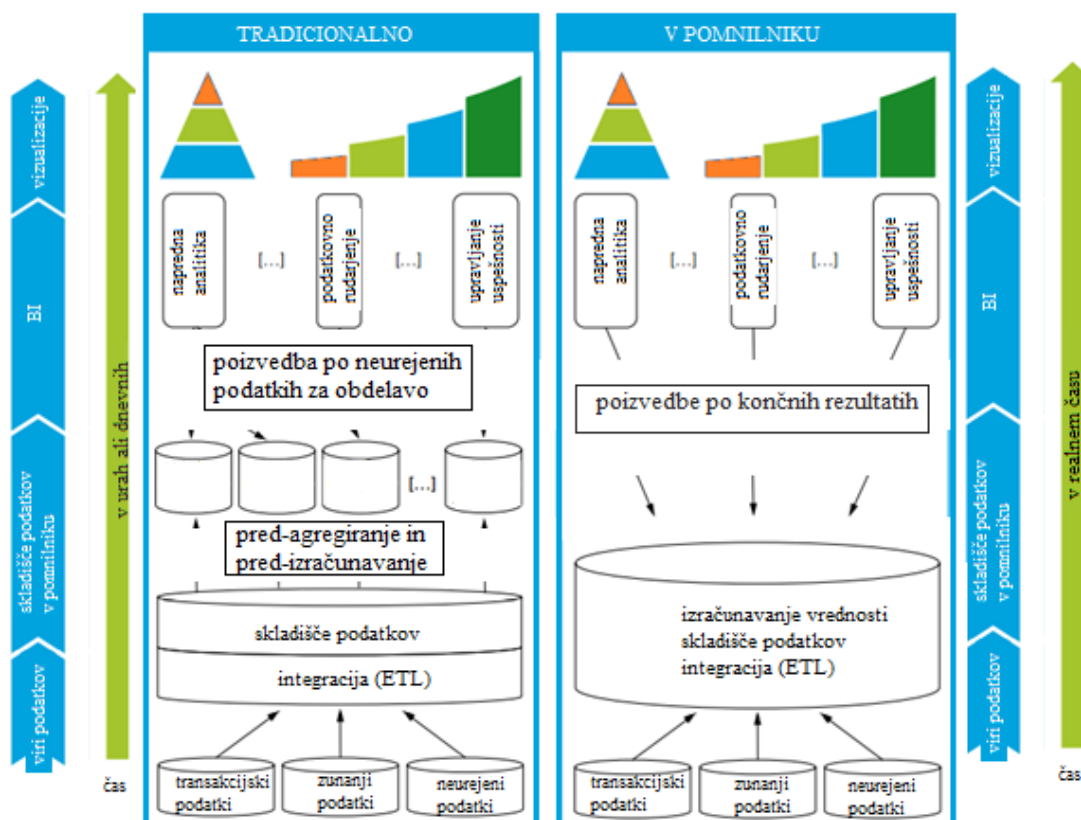 TRADICIONALNO
V POMNILNIKU
vizualizacije
BI
skladišče podatkov
v pomnilniku
viri podatkov
v urah ali dnevnih
čas
napredna
analitika
[...]
podatkovno
rudarjenje
[...]
upravljanje
uspešnosti
poizvedba po neurejenih
podatkih za obdelavo
[...]
pred-agregiranje in
pred-izračunavanje
skladišče podatkov
integracija (ETL)
transakcijski
podatki
zunanji
podatki
neurejeni
podatki
napredna
analitika
[...]
podatkovno
rudarjenje
[...]
upravljanje
uspešnosti
poizvedbe po končnih rezultatih
izračunavanje vrednosti
skladišče podatkov
integracija (ETL)
transakcijski
podatki
zunanji
podatki
neurejeni
podatki
vizualizacije
BI
skladišče podatkov
v pomnilniku
viri podatkov
v realnem času
čas